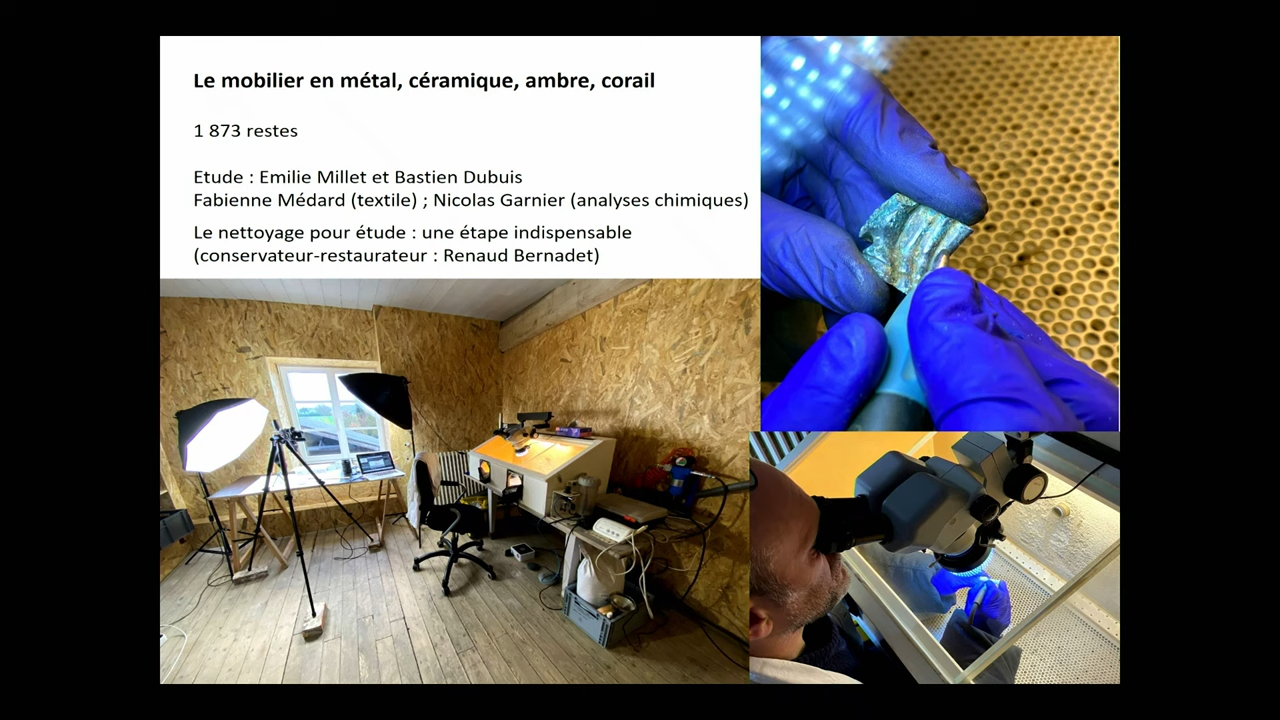 Le mobilier en métal, céramique, ambre, corail
1 873 restes
Etude : Emilie Millet et Bastien Dubuis
Fabienne Médard (textile) ; Nicolas Garnier (analyses chimiques)
Le nettoyage pour étude : une étape indispensable
(conservateur-restaurateur : Renaud Bernadet)